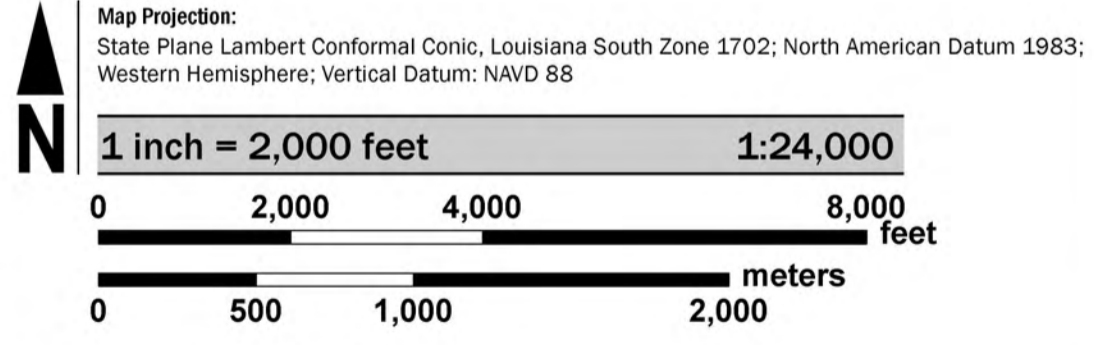 Map Projection:
State Plane Lambert Conformal Conic, Louisiana South Zone 1702; North American Datum 1983;
Western Hemisphere; Vertical Datum: NAVD 88
N
1 inch = 2,000 feet 1:24,000
0 2,000 4,000 8,000
feet
meters
0 500 1,000 2,000